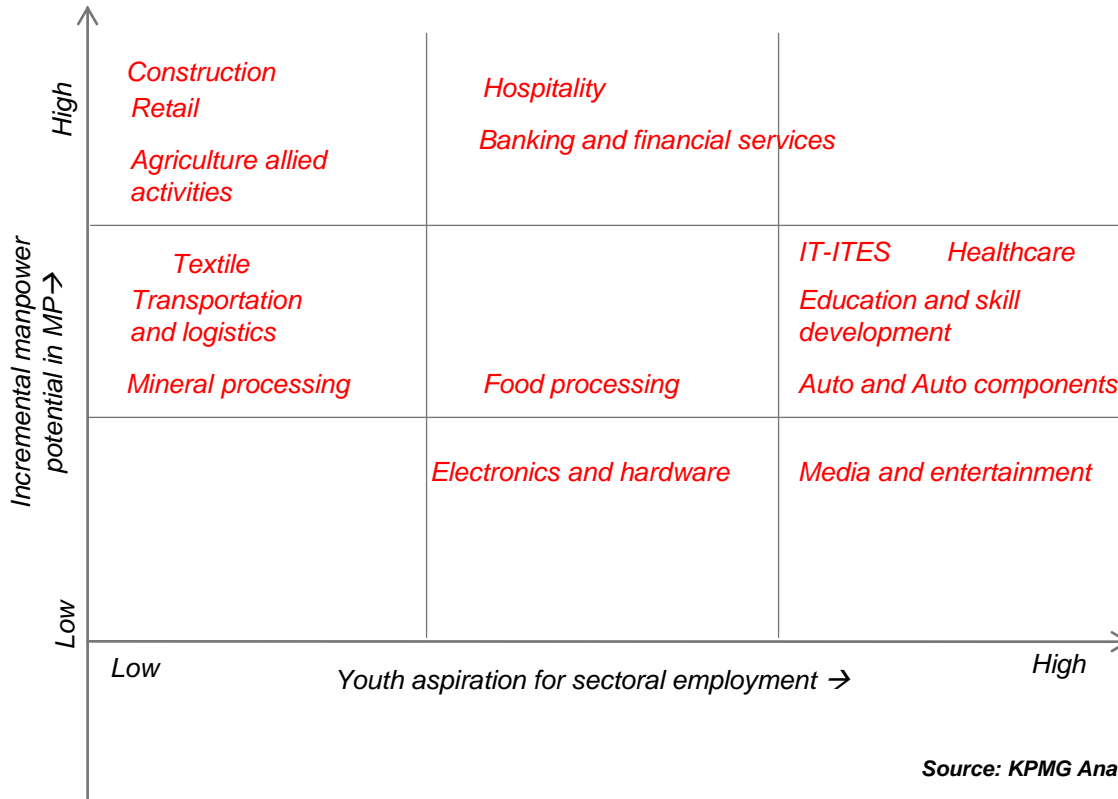 High
Construction
Retail
Agriculture allied
activities
Hospitality
Banking and financial services
Incremental manpower
potential in MP→
Textile
Transportation
and logistics
Mineral processing
Food processing
IT-ITES Healthcare
Education and skill
development
Auto and Auto components
Electronics and hardware
Media and entertainment
Low
Low
Youth aspiration for sectoral employment →
High
Source: KPMG Ana